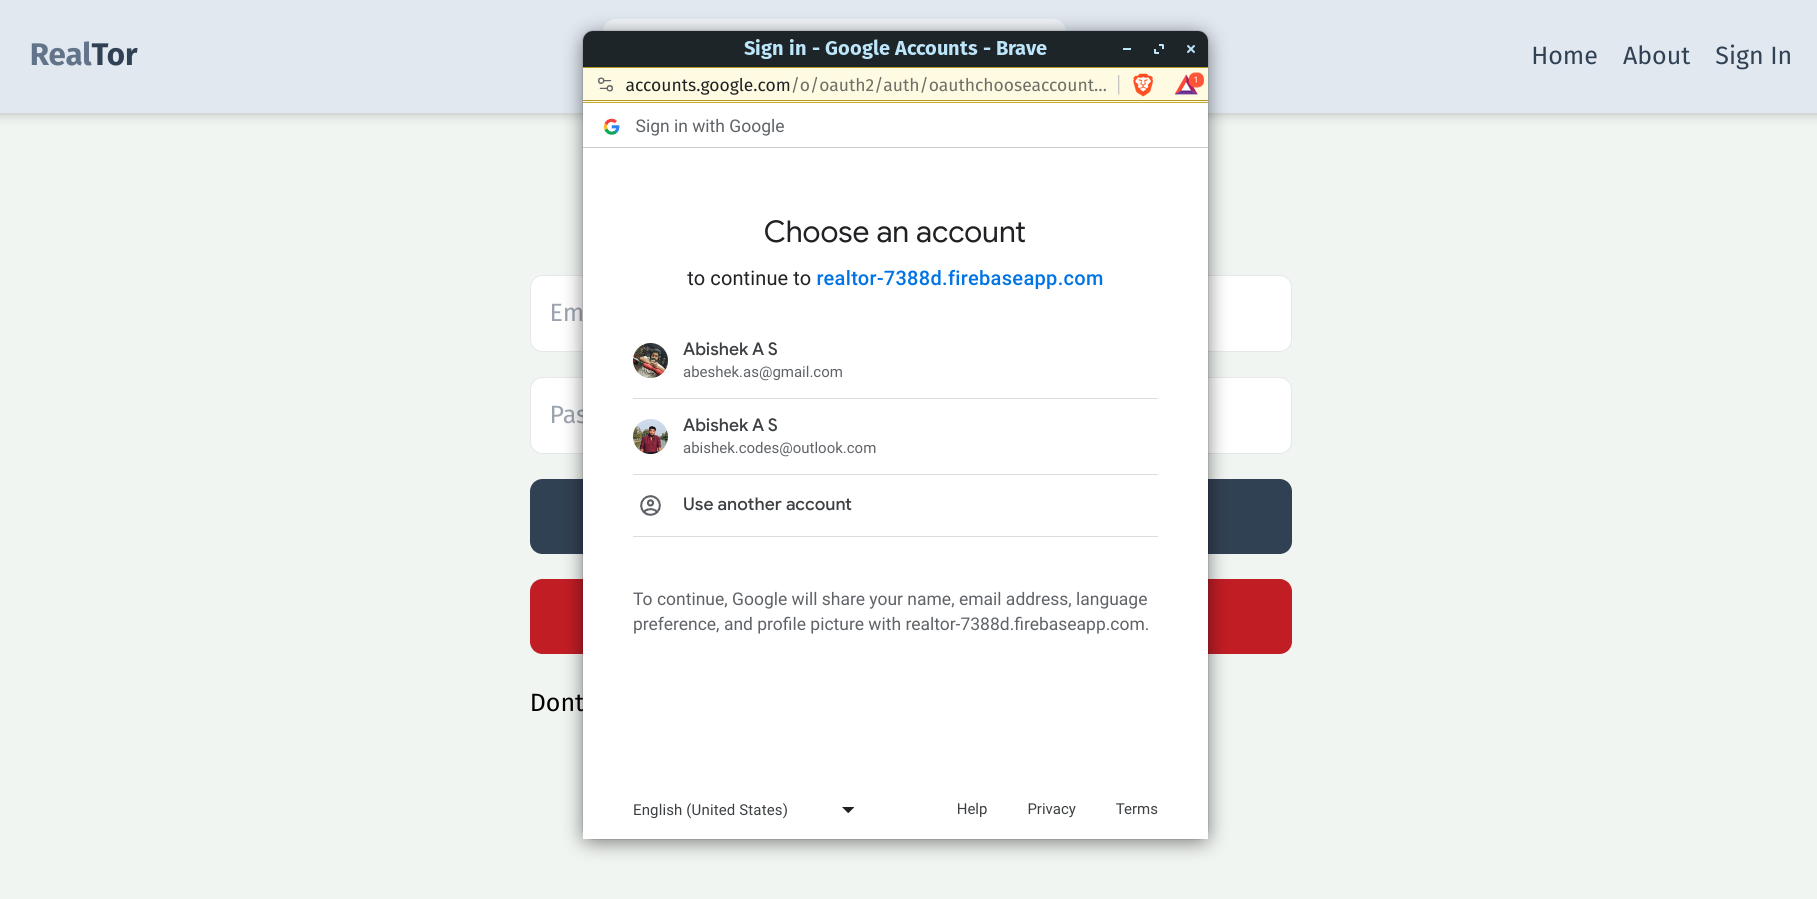 RealTor
Home About Sign In
Sign in - Google Accounts - Brave
accounts.google.com/o/oauth2/auth/oauthchooseaccount...
1
Sign in with Google
Choose an account
to continue to realtor-7388d.firebaseapp.com
Em
Abishek A S
abeshek.as@gmail.com
Pas
Abishek A S
abishek.codes@outlook.com
Use another account
To continue, Google will share your name, email address, language
preference, and profile picture with realtor-7388d.firebaseapp.com.
Dont
English (United States)
Help Privacy Terms